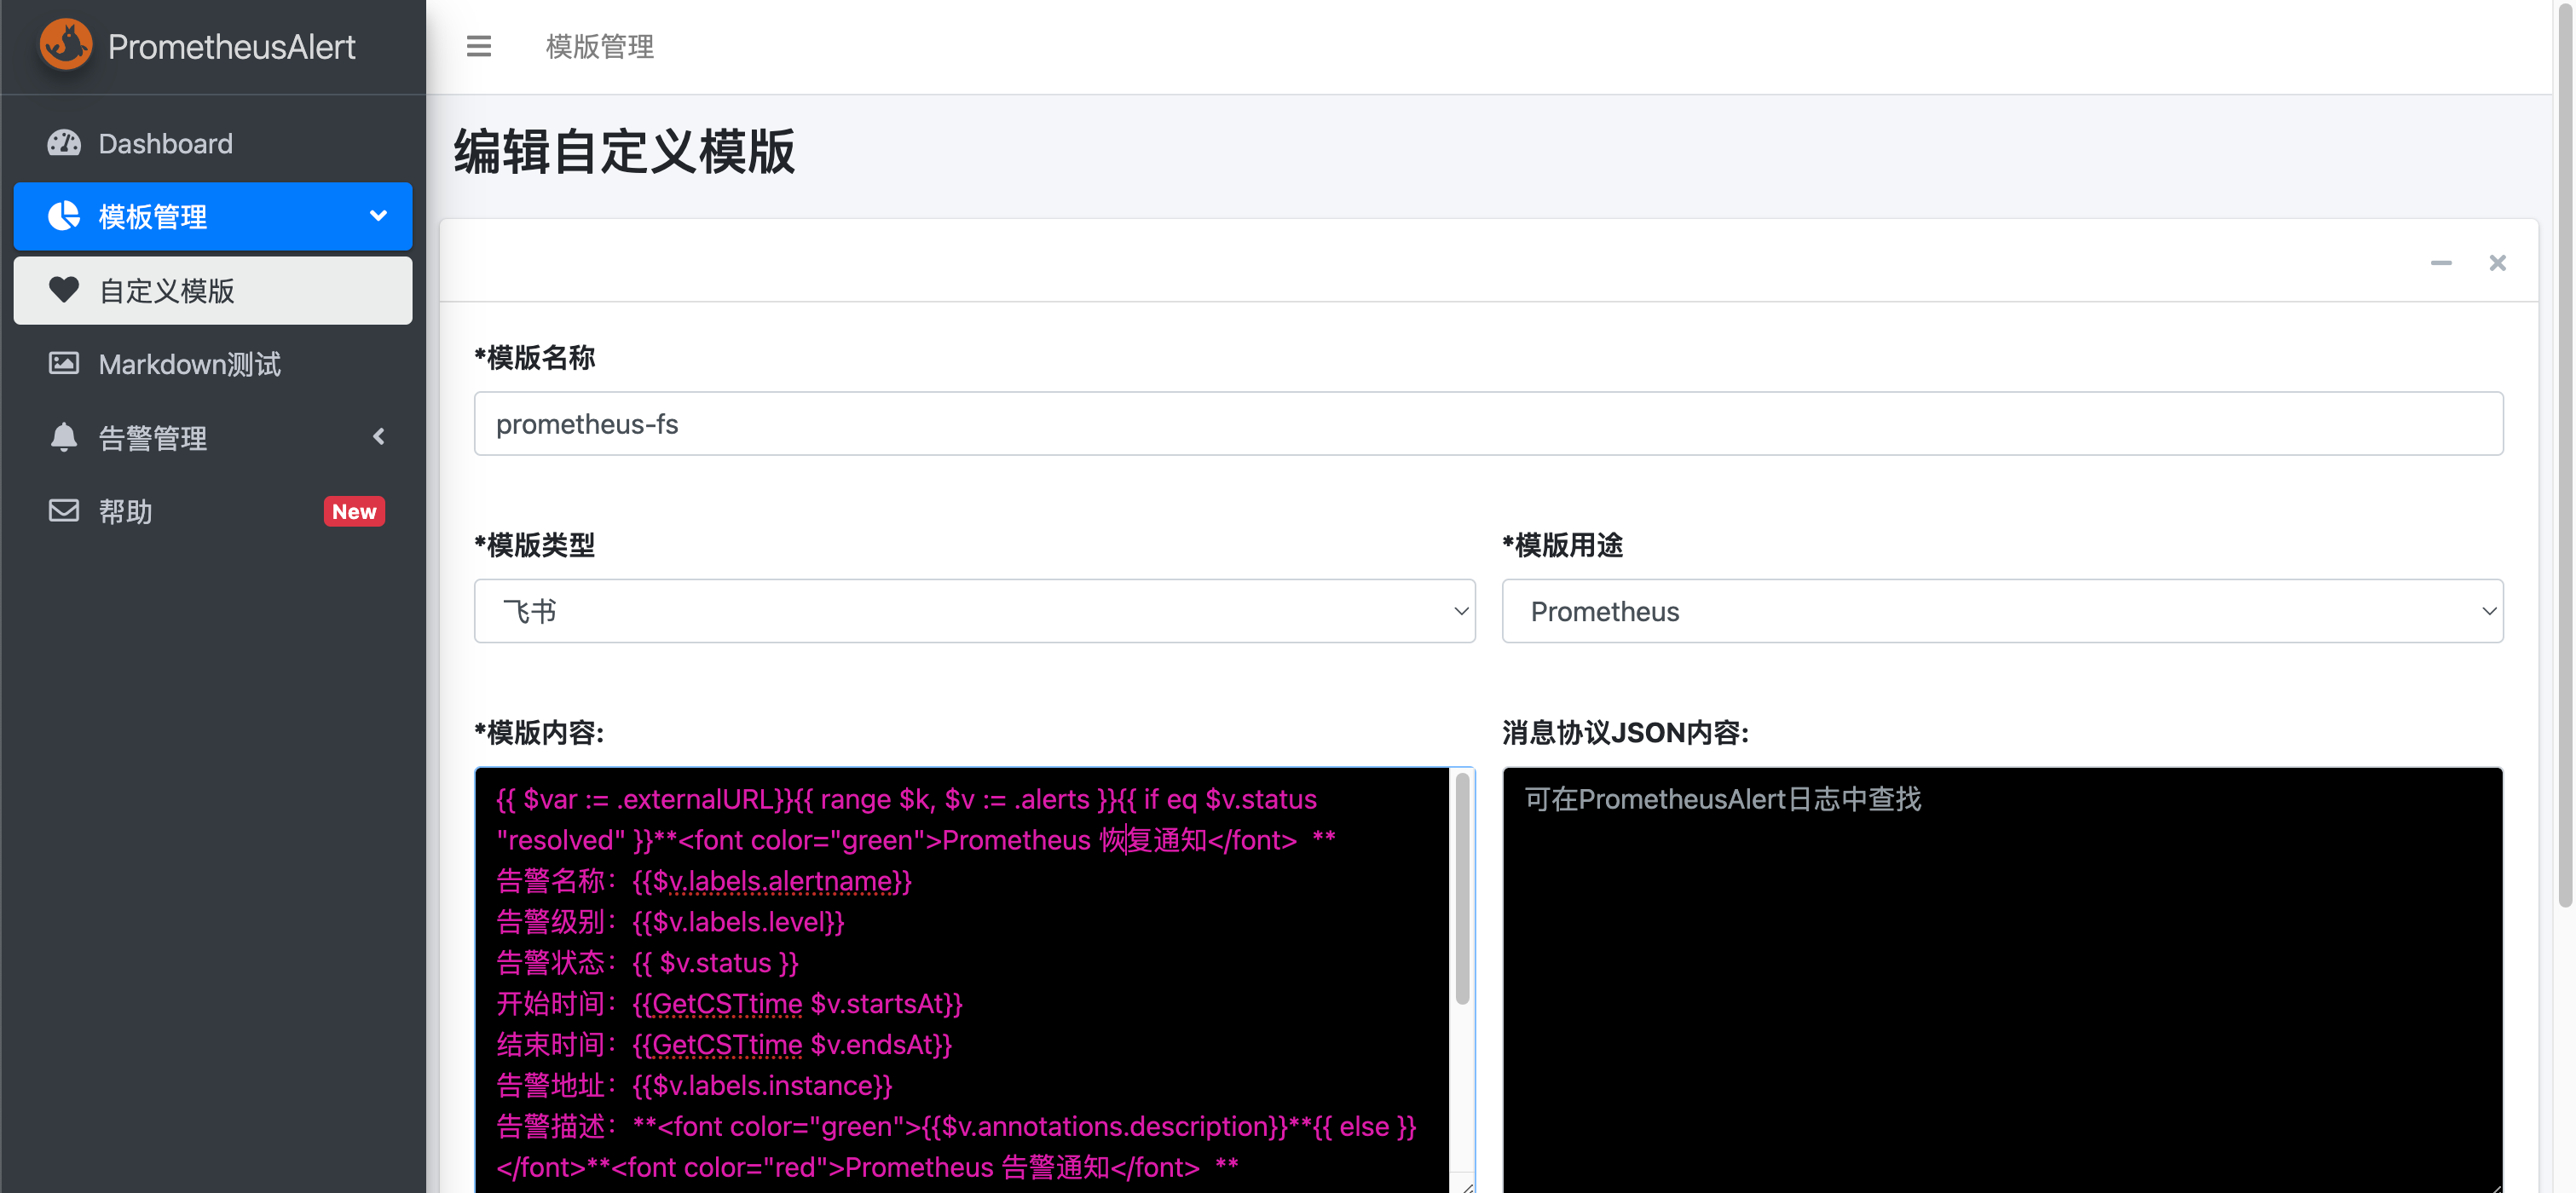 PrometheusAlert
模版管理
Dashboard
模板管理
自定义模版
Markdown测试
告警管理
帮助
New
编辑自定义模版
*模版名称
prometheus-fs
*模版类型
*模版用途
飞书
Prometheus
*模版内容:
消息协议JSON内容:
{{ $var := .externalURL}}{{ range $k, $v := .alerts }}{{ if eq $v.status
"resolved" }}**<font color="green">Prometheus 恢复通知</font>  **
告警名称：{{$v.labels.alertname}}
告警级别：{{$v.labels.level}}
告警状态：{{ $v.status }}
开始时间：{{GetCSTtime $v.startsAt}}
结束时间：{{GetCSTtime $v.endsAt}}
告警地址：{{$v.labels.instance}}
告警描述：**<font color="green">{{$v.annotations.description}}**{{ else }}
</font>**<font color="red">Prometheus 告警通知</font>  **
可在PrometheusAlert日志中查找